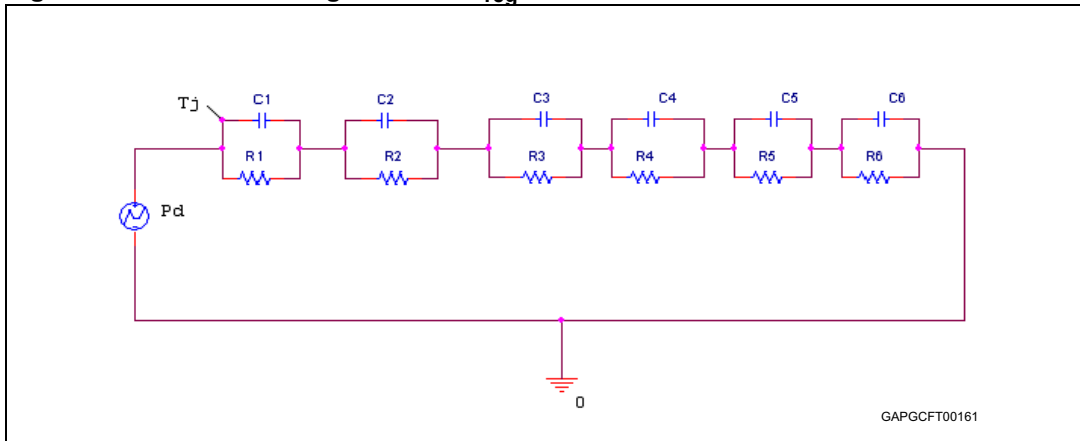 Tj
C1 C2 C3 C4 C5 C6
R1 R2 R3 R4 R5 R6
Pd
0
GAPGCFT00161